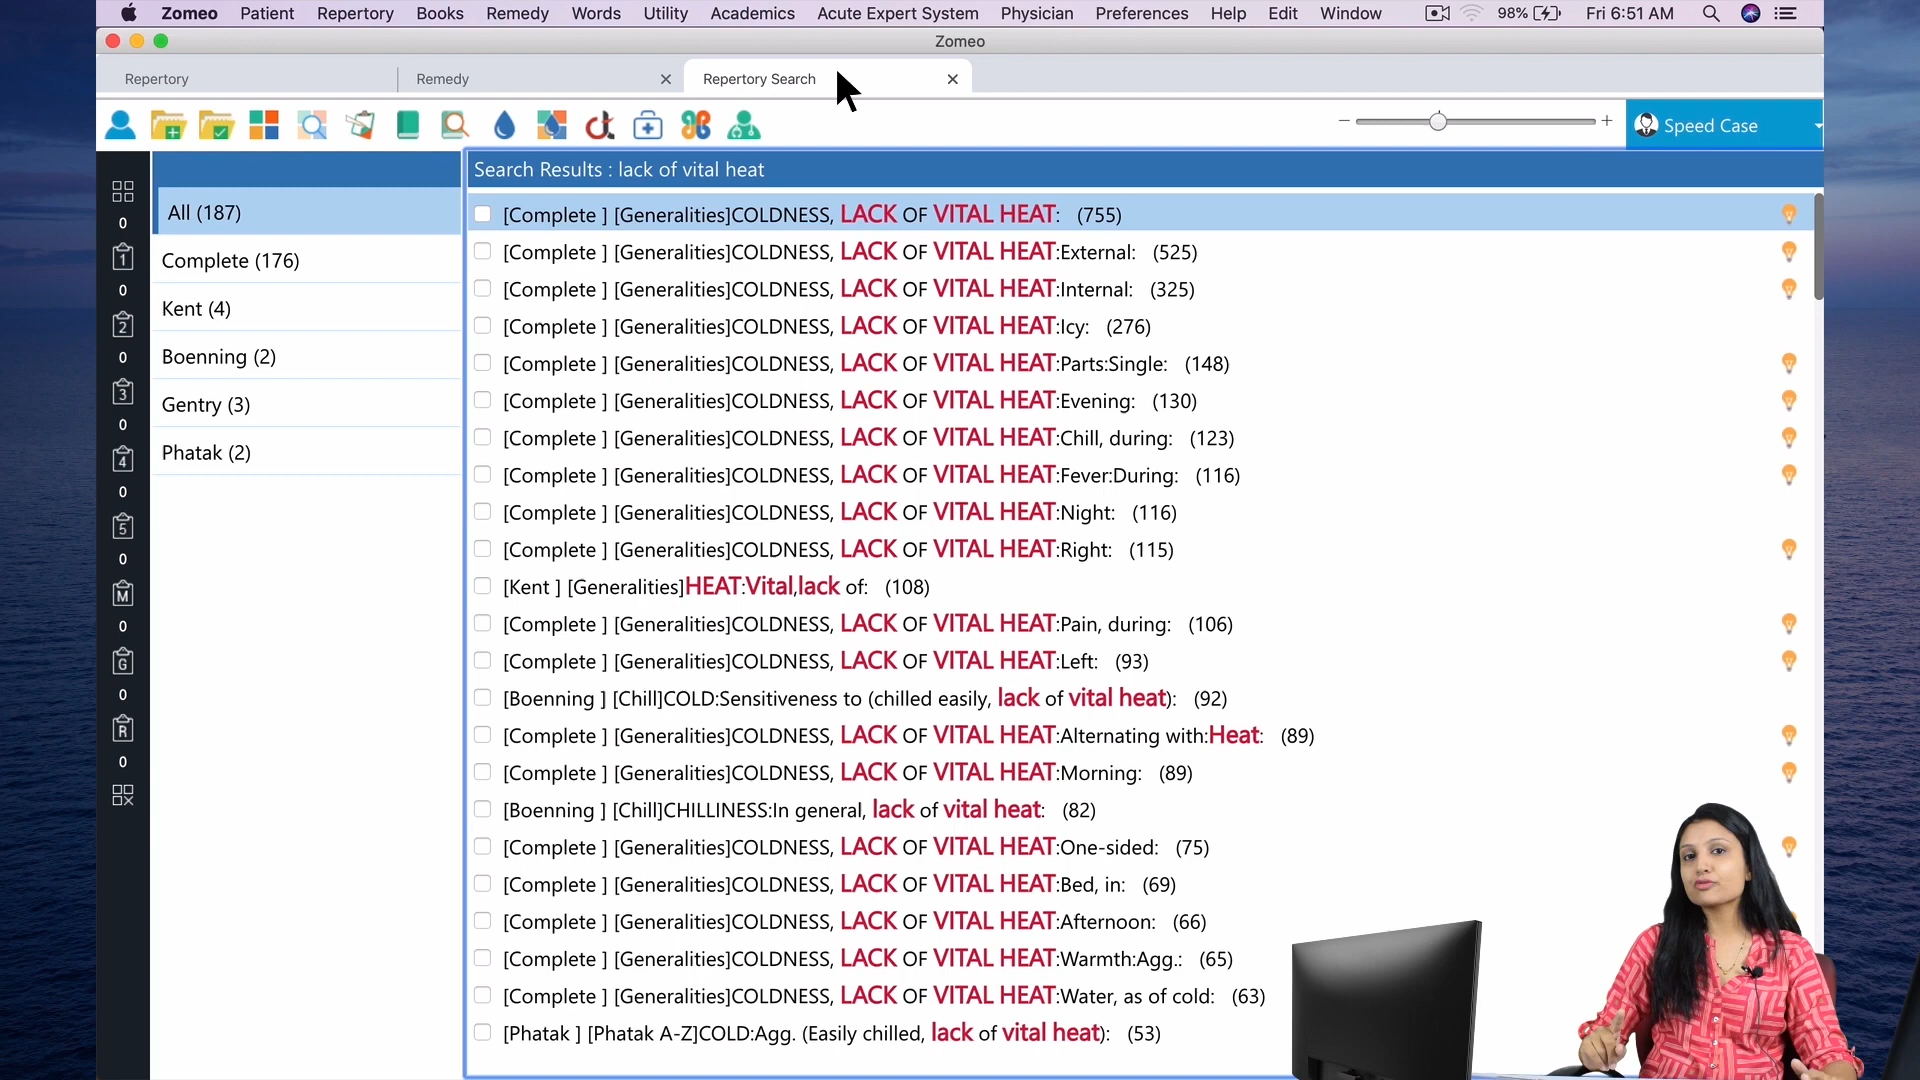 Zomeo Patient Repertory Books Remedy Words Utility Academics Acute Expert System Physician Preferences Help Edit Window 98% Fri 6:51 AM
Zomeo
Repertory Remedy Repertory Search
Speed Case
Search Results : lack of vital heat
All (187)
Complete (176)
Kent (4)
Boenning (2)
Gentry (3)
Phatak (2)
0
1
0
2
0
3
0
4
0
5
0
M
0
G
0
R
0
[Complete ] [Generalities]COLDNESS, LACK OF VITAL HEAT: (755)
[Complete ] [Generalities]COLDNESS, LACK OF VITAL HEAT:External: (525)
[Complete ] [Generalities]COLDNESS, LACK OF VITAL HEAT:Internal: (325)
[Complete ] [Generalities]COLDNESS, LACK OF VITAL HEAT:Icy: (276)
[Complete ] [Generalities]COLDNESS, LACK OF VITAL HEAT:Parts:Single: (148)
[Complete ] [Generalities]COLDNESS, LACK OF VITAL HEAT:Evening: (130)
[Complete ] [Generalities]COLDNESS, LACK OF VITAL HEAT:Chill, during: (123)
[Complete ] [Generalities]COLDNESS, LACK OF VITAL HEAT:Fever:During: (116)
[Complete ] [Generalities]COLDNESS, LACK OF VITAL HEAT:Night: (116)
[Complete ] [Generalities]COLDNESS, LACK OF VITAL HEAT:Right: (115)
[Kent ] [Generalities]HEAT:Vital,lack of: (108)
[Complete ] [Generalities]COLDNESS, LACK OF VITAL HEAT:Pain, during: (106)
[Complete ] [Generalities]COLDNESS, LACK OF VITAL HEAT:Left: (93)
[Boenning ] [Chill]COLD:Sensitiveness to (chilled easily, lack of vital heat): (92)
[Complete ] [Generalities]COLDNESS, LACK OF VITAL HEAT:Alternating with:Heat: (89)
[Complete ] [Generalities]COLDNESS, LACK OF VITAL HEAT:Morning: (89)
[Boenning ] [Chill]CHILLINESS:In general, lack of vital heat: (82)
[Complete ] [Generalities]COLDNESS, LACK OF VITAL HEAT:One-sided: (75)
[Complete ] [Generalities]COLDNESS, LACK OF VITAL HEAT:Bed, in: (69)
[Complete ] [Generalities]COLDNESS, LACK OF VITAL HEAT:Afternoon: (66)
[Complete ] [Generalities]COLDNESS, LACK OF VITAL HEAT:Warmth:Agg.: (65)
[Complete ] [Generalities]COLDNESS, LACK OF VITAL HEAT:Water, as of cold: (63)
[Phatak ] [Phatak A-Z]COLD:Agg. (Easily chilled, lack of vital heat): (53)